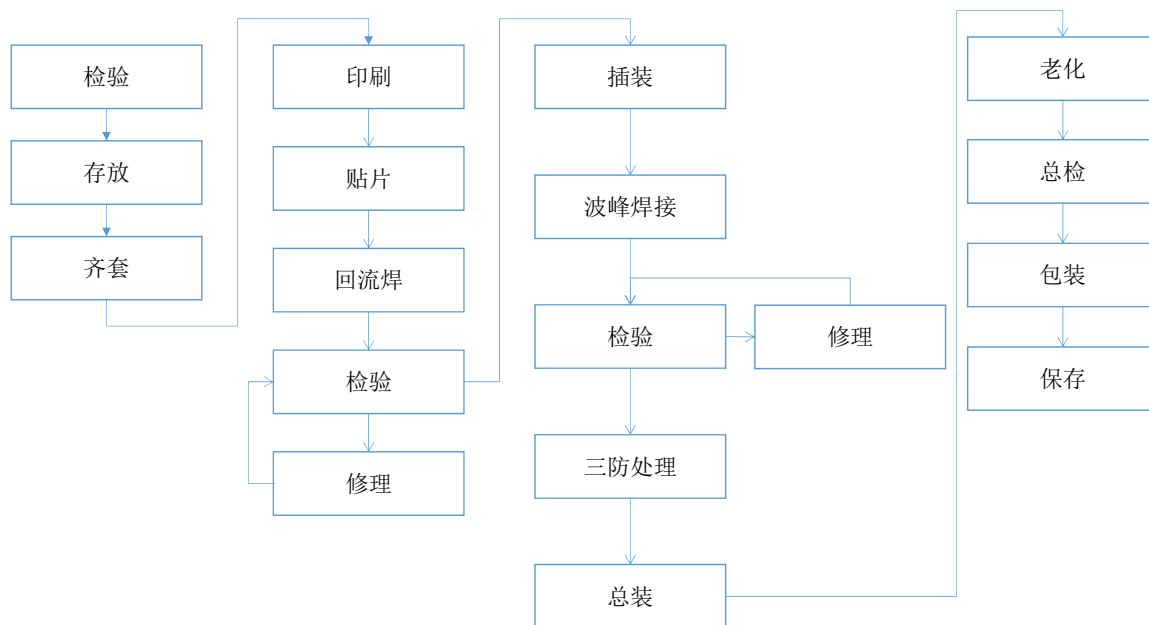 检验
存放
齐套
印刷
贴片
回流焊
检验
修理
插装
波峰焊接
检验
修理
三防处理
总装
老化
总检
包装
保存